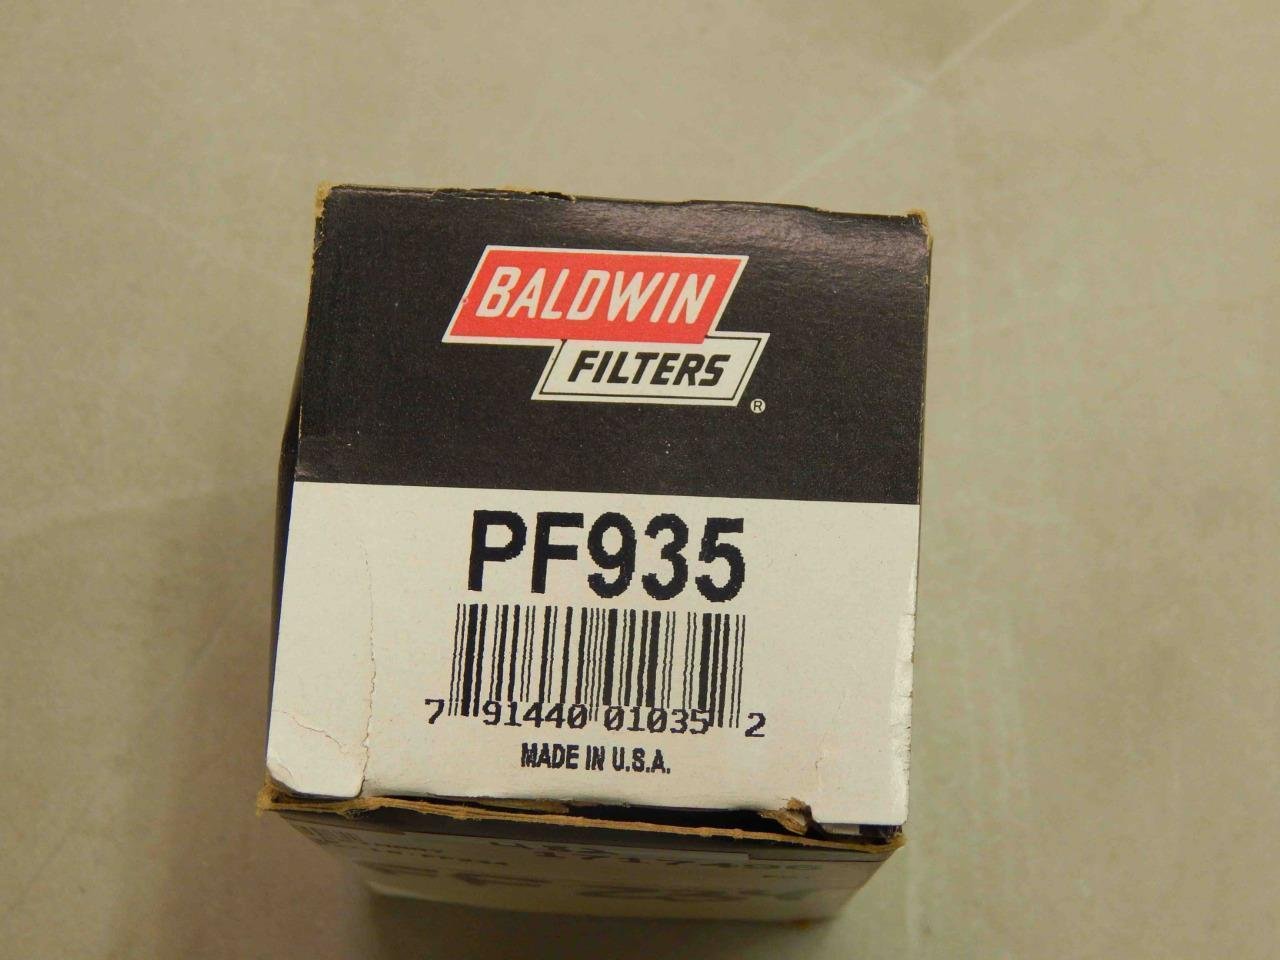 BALDWIN
FILTERS
®
PF935
7 91440 01035 2
MADE IN U.S.A.